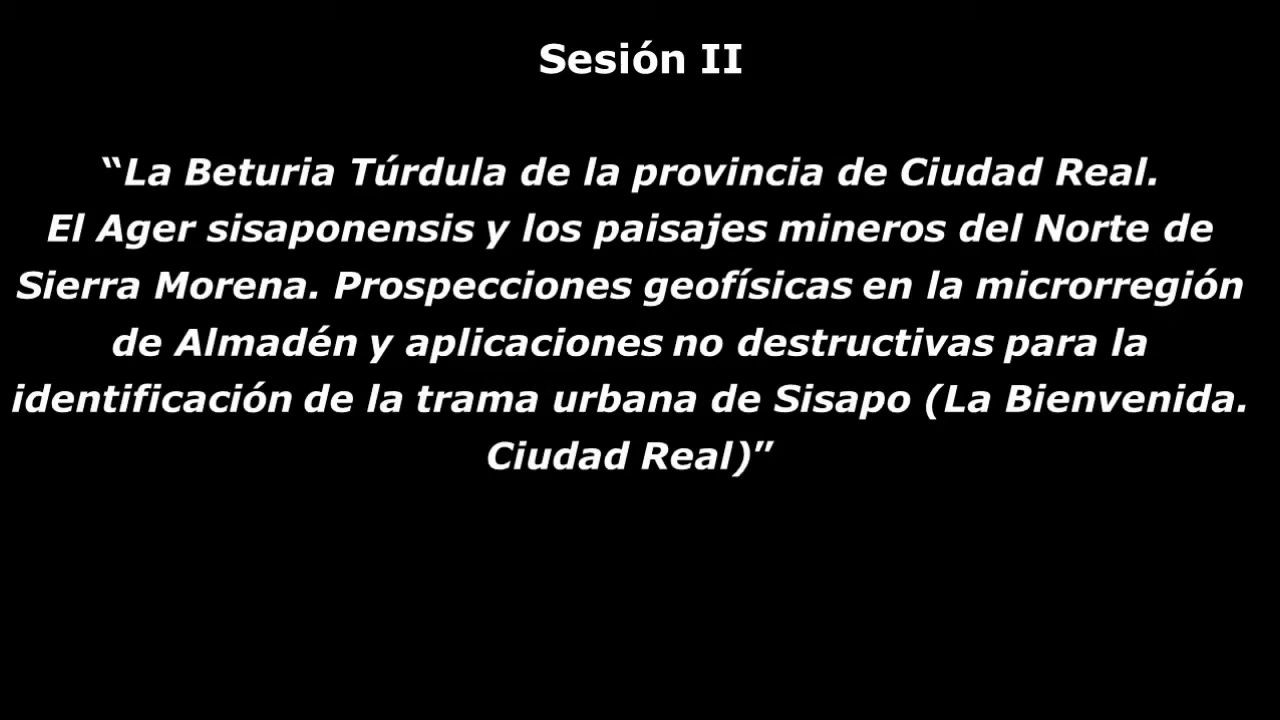 Sesión II
“La Beturia Túrdula de la provincia de Ciudad Real.
El Ager sisaponensis y los paisajes mineros del Norte de
Sierra Morena. Prospecciones geofísicas en la microrregión
de Almadén y aplicaciones no destructivas para la
identificación de la trama urbana de Sisapo (La Bienvenida.
Ciudad Real)”